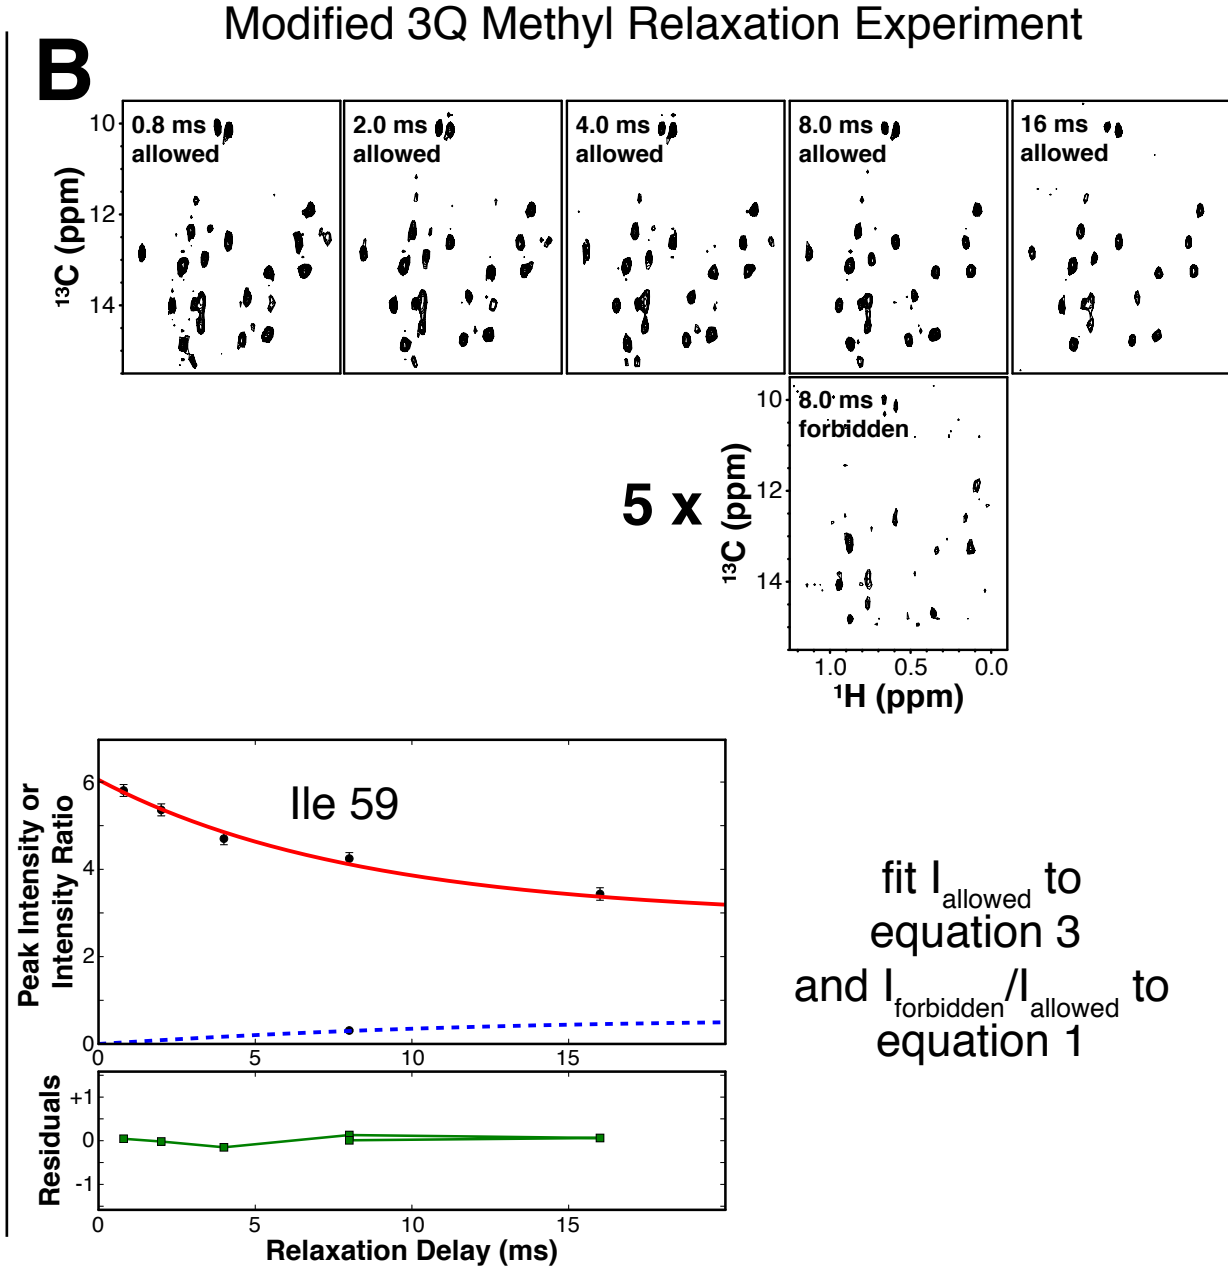 Modified 3Q Methyl Relaxation Experiment
B
0.8 ms
allowed
2.0 ms
allowed
4.0 ms
allowed
8.0 ms
allowed
16 ms
allowed
10
12
14
¹³C (ppm)
8.0 ms
forbidden
5 x
10
12
14
¹³C (ppm)
1.0 0.5 0.0
¹H (ppm)
Ile 59
Peak Intensity or
Intensity Ratio
6
4
2
0
0 5 10 15
fit I_allowed to
equation 3
and I_forbidden/I_allowed to
equation 1
Residuals
+1
0
-1
0 5 10 15
Relaxation Delay (ms)